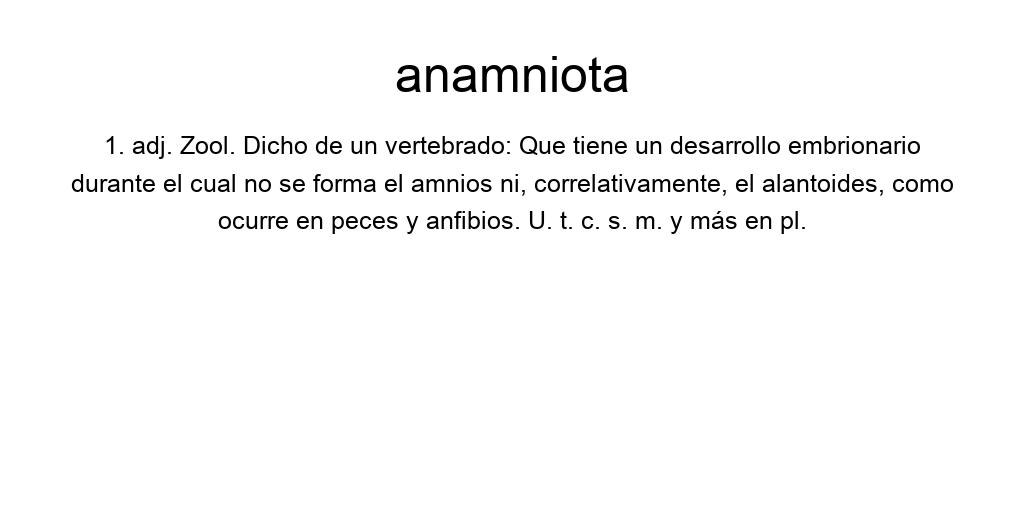 anamniota
1. adj. Zool. Dicho de un vertebrado: Que tiene un desarrollo embrionario
durante el cual no se forma el amnios ni, correlativamente, el alantoides, como
ocurre en peces y anfibios. U. t. c. s. m. y más en pl.